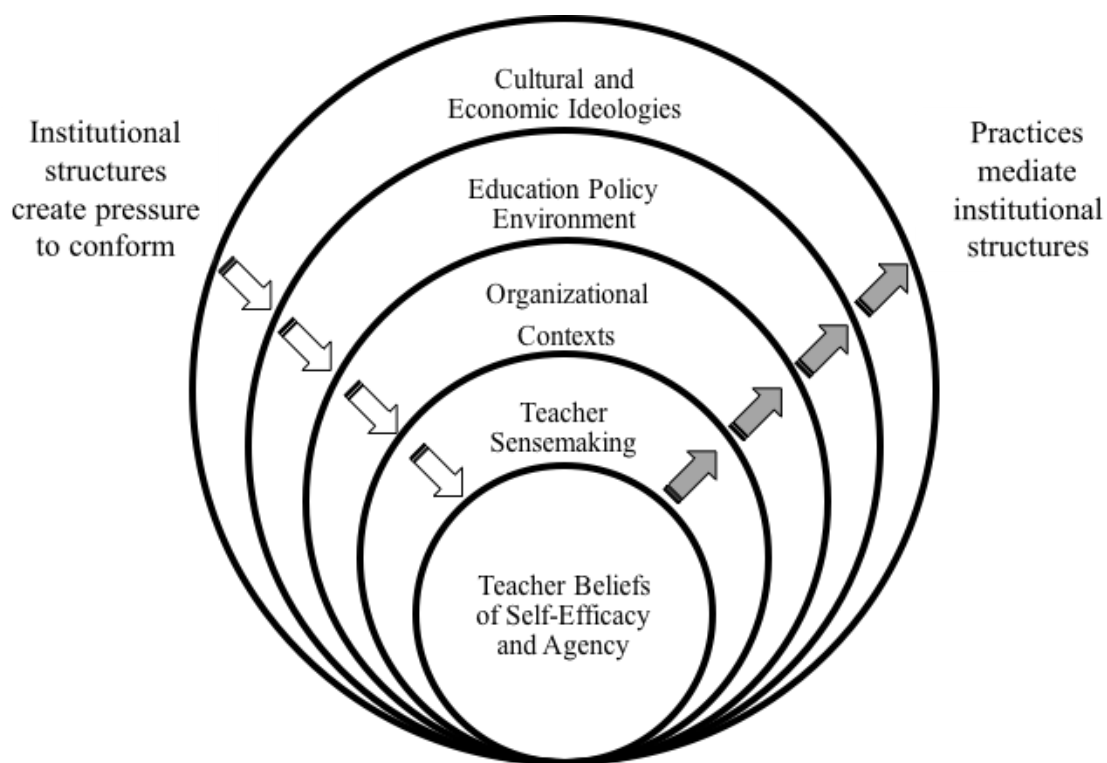 Cultural and
Economic Ideologies
Institutional
structures
create pressure
to conform
Practices
mediate
institutional
structures
Education Policy
Environment
Organizational
Contexts
Teacher
Sensemaking
Teacher Beliefs
of Self-Efficacy
and Agency